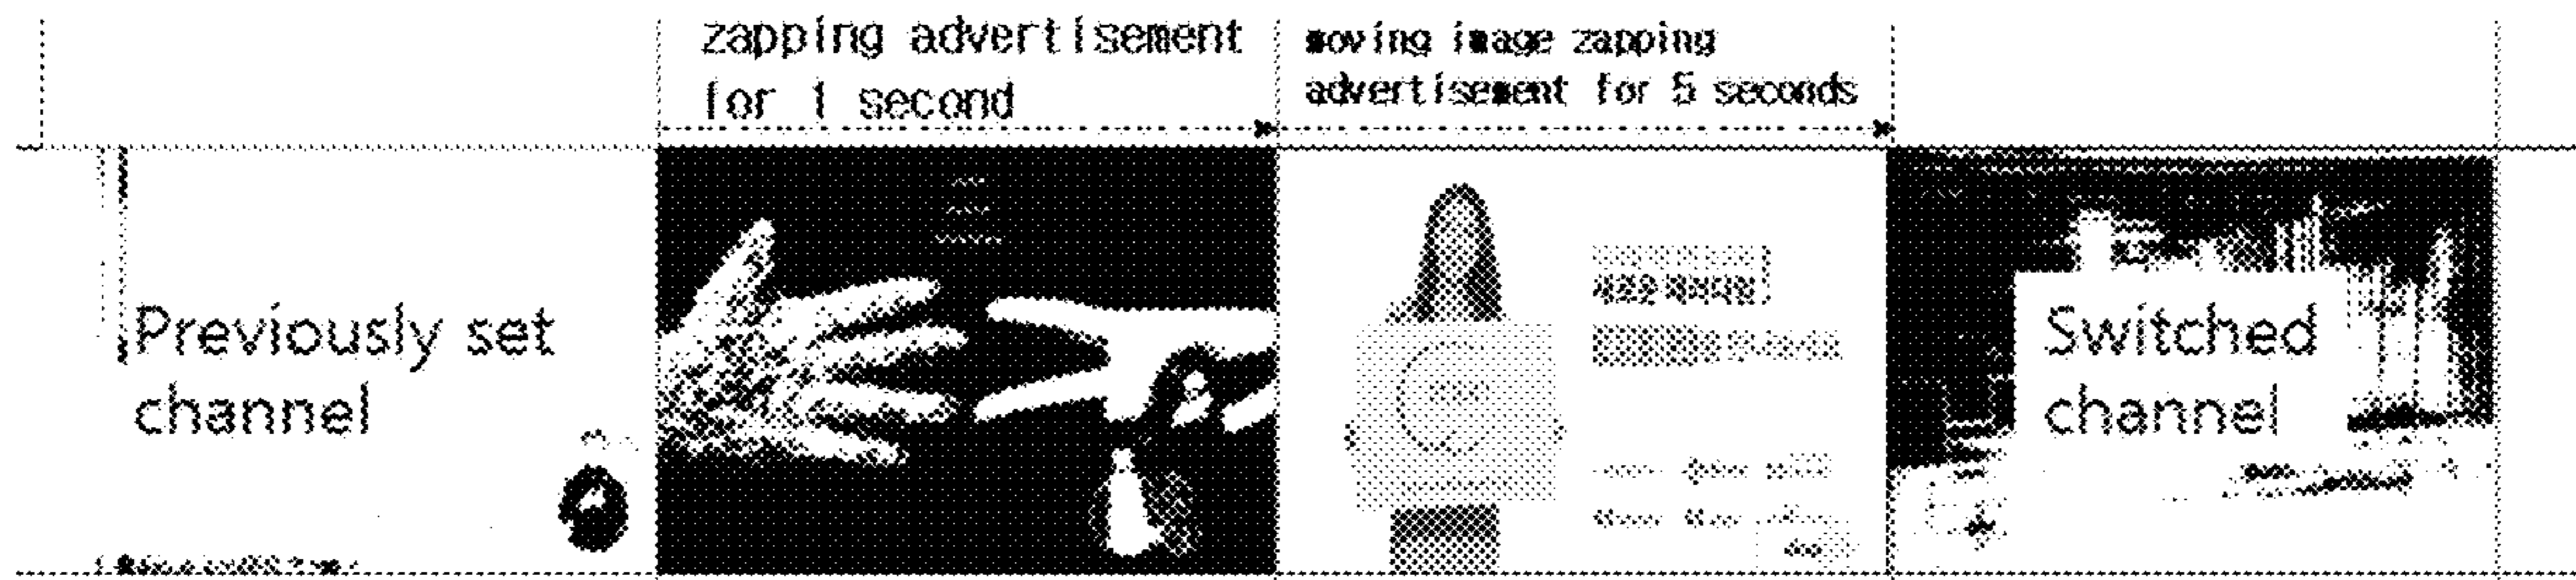 zapping advertisement
for 1 second
moving image zapping
advertisement for 5 seconds
Previously set
channel
Switched
channel